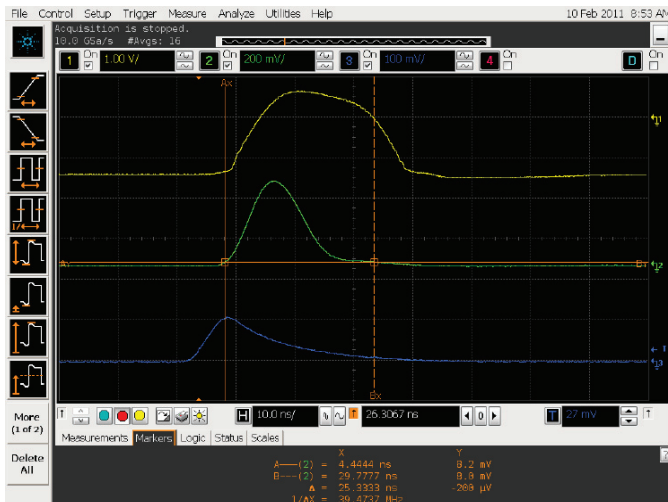 File Control Setup Trigger Measure Analyze Utilities Help 10 Feb 2011 8:53 AM
Acquisition is stopped.
10.0 GSa/s #Avgs: 16
1 On 1.00 V/ 2 On 200 mV/ 3 On 100 mV/ 4 On D On
Ax
1
A B 2
T
3
Bx
More
(1 of 2)
Delete
All
H 10.0 ns/ 26.3067 ns 0 T 27 mV
Measurements Markers Logic Status Scales
X Y
A—(2) = 4.4444 ns 8.2 mV
B---(2) = 29.7777 ns 8.0 mV
Δ = 25.3333 ns -200 µV
1/ΔX = 39.4737 MHz